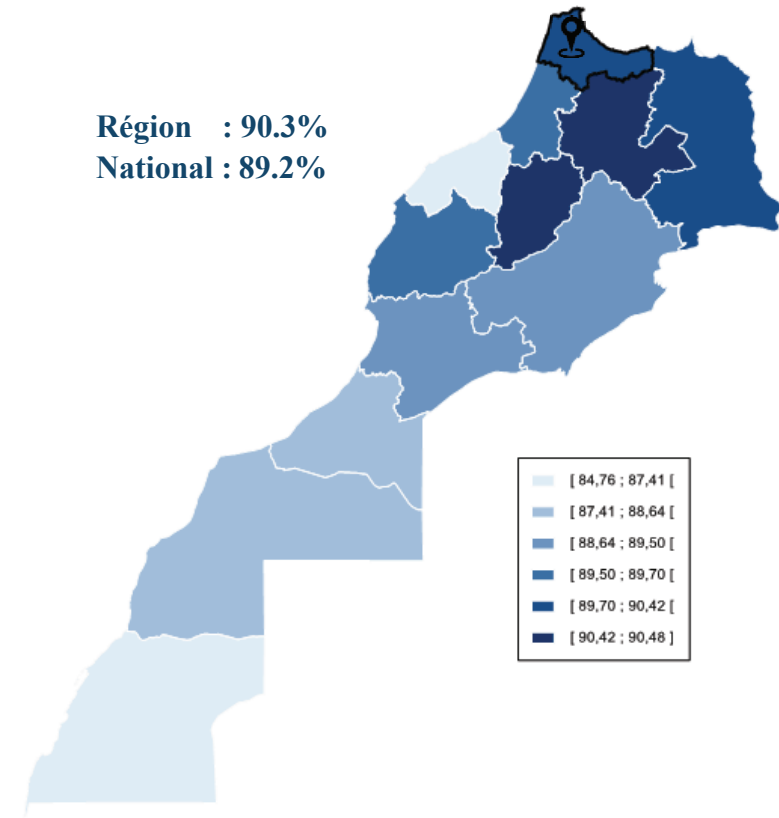 Région : 90.3%
National : 89.2%
[ 84,76 ; 87,41 [
[ 87,41 ; 88,64 [
[ 88,64 ; 89,50 [
[ 89,50 ; 89,70 [
[ 89,70 ; 90,42 [
[ 90,42 ; 90,48 ]